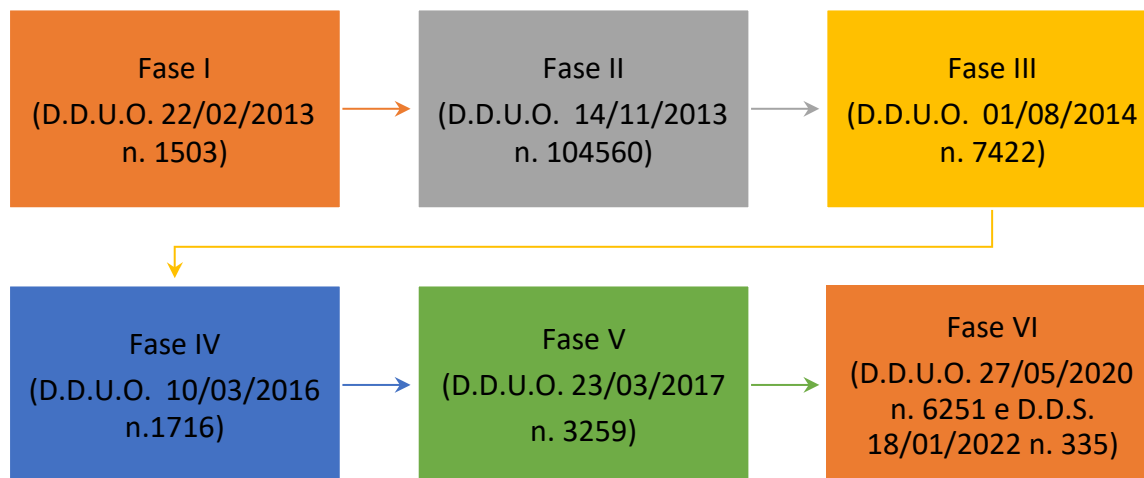 Fase I
(D.D.U.O. 22/02/2013
n. 1503)
Fase II
(D.D.U.O.  14/11/2013
n. 104560)
Fase III
(D.D.U.O.  01/08/2014
n. 7422)
Fase IV
(D.D.U.O.  10/03/2016
n.1716)
Fase V
(D.D.U.O. 23/03/2017
n. 3259)
Fase VI
(D.D.U.O. 27/05/2020
n. 6251 e D.D.S.
18/01/2022 n. 335)